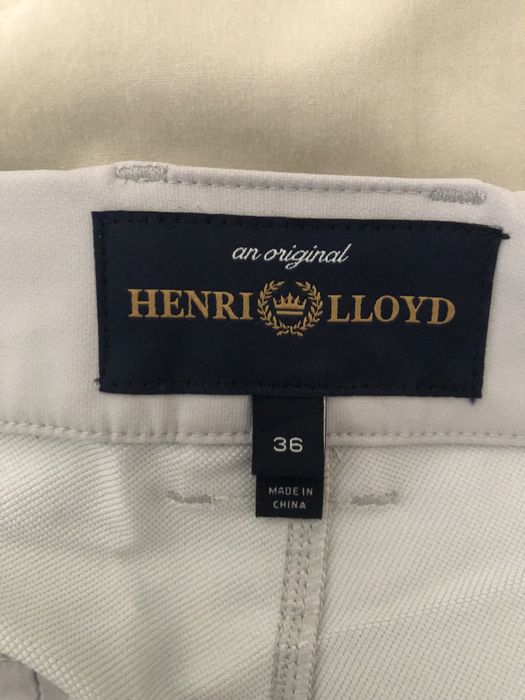 an original
HENRI LLOYD
36
MADE IN
CHINA